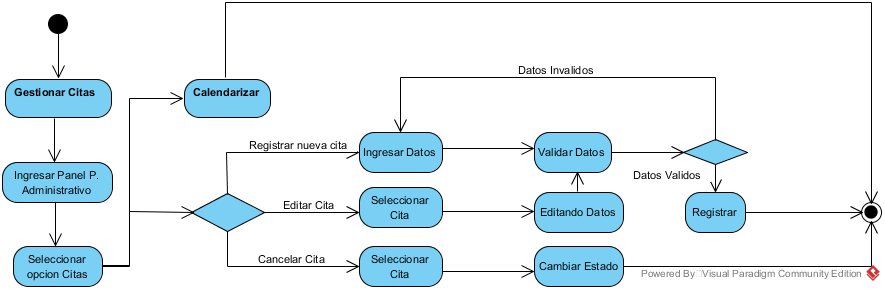 Gestionar Citas
Calendarizar
Datos Invalidos
Registrar nueva cita
Ingresar Datos
Validar Datos
Ingresar Panel P.
Administrativo
Datos Validos
Editar Cita
Seleccionar
Cita
Editando Datos
Registrar
Seleccionar
opcion Citas
Cancelar Cita
Seleccionar
Cita
Cambiar Estado
Powered By Visual Paradigm Community Edition